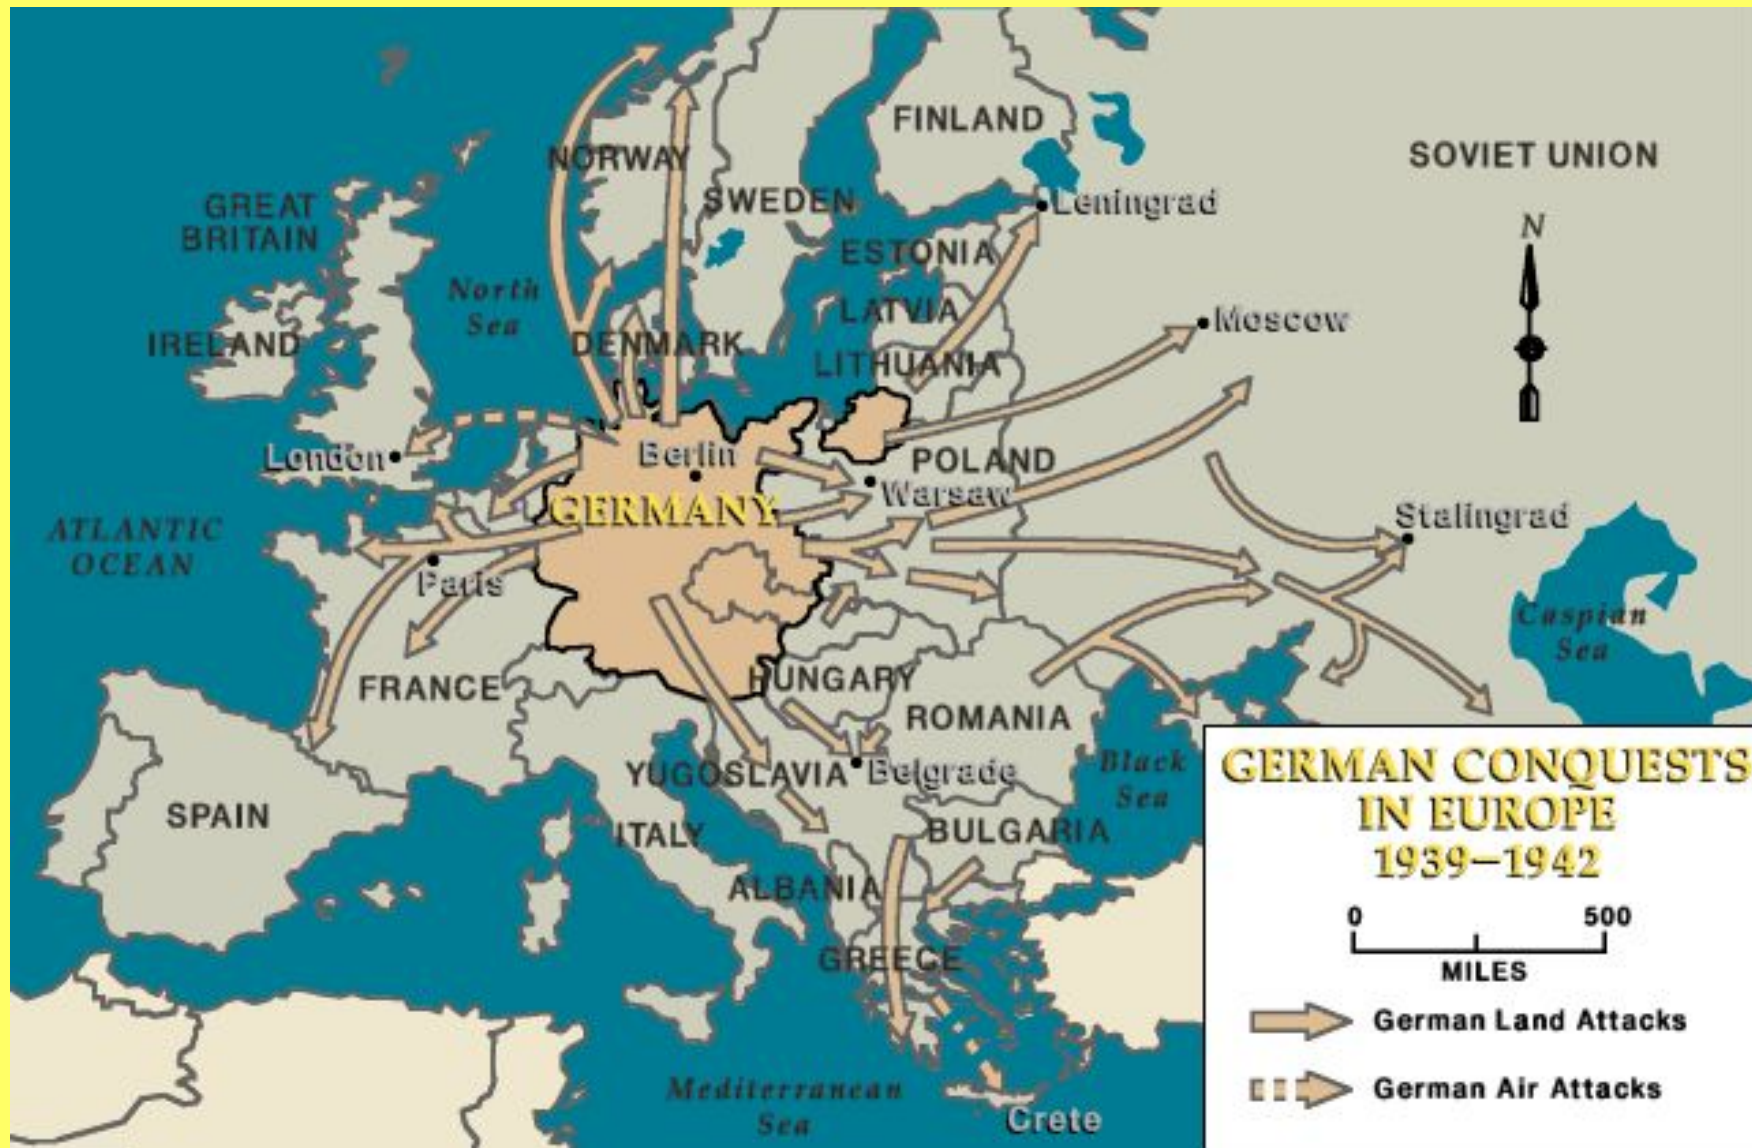 FINLAND
SOVIET UNION
NORWAY
GREAT
BRITAIN
SWEDEN
Leningrad
N
ESTONIA
North
Sea
LATVIA
Moscow
IRELAND
DENMARK
LITHUANIA
London
Berlin
POLAND
Warsaw
GERMANY
Stalingrad
ATLANTIC
OCEAN
Paris
Caspian
Sea
FRANCE
HUNGARY
ROMANIA
YUGOSLAVIA
Belgrade
Black
Sea
SPAIN
ITALY
BULGARIA
ALBANIA
GREECE
Mediterranean
Sea
Crete
GERMAN CONQUESTS
IN EUROPE
1939–1942
0 500
MILES
German Land Attacks
German Air Attacks